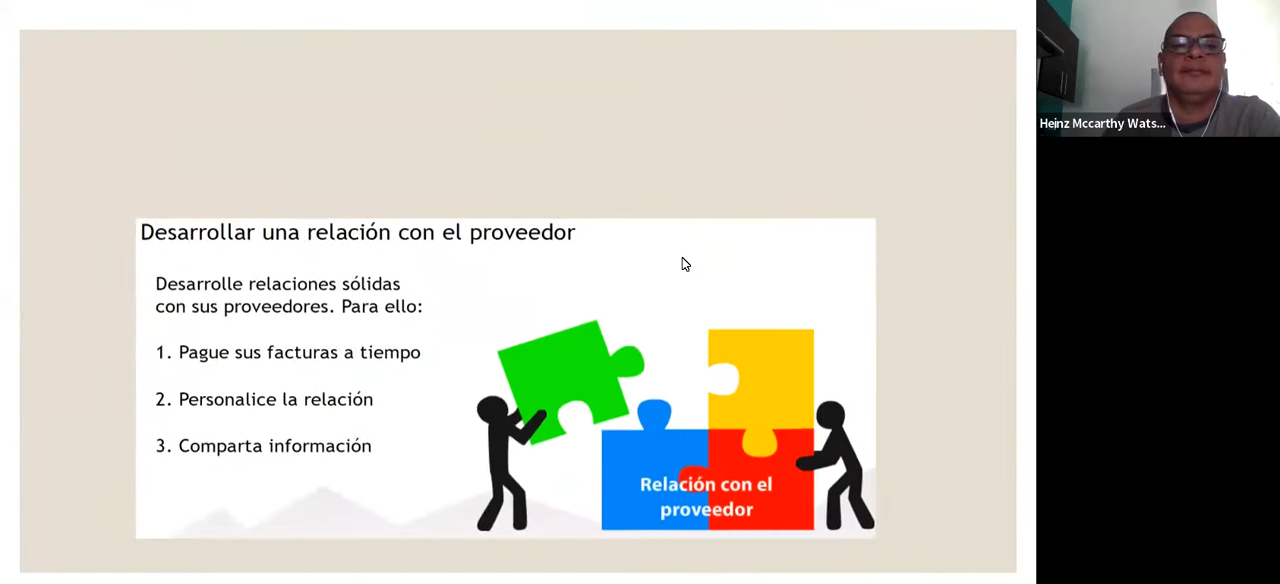 Desarrollar una relación con el proveedor
Desarrolle relaciones sólidas
con sus proveedores. Para ello:
1. Pague sus facturas a tiempo
2. Personalice la relación
3. Comparta información
Relación con el
proveedor
Heinz Mccarthy Wats...